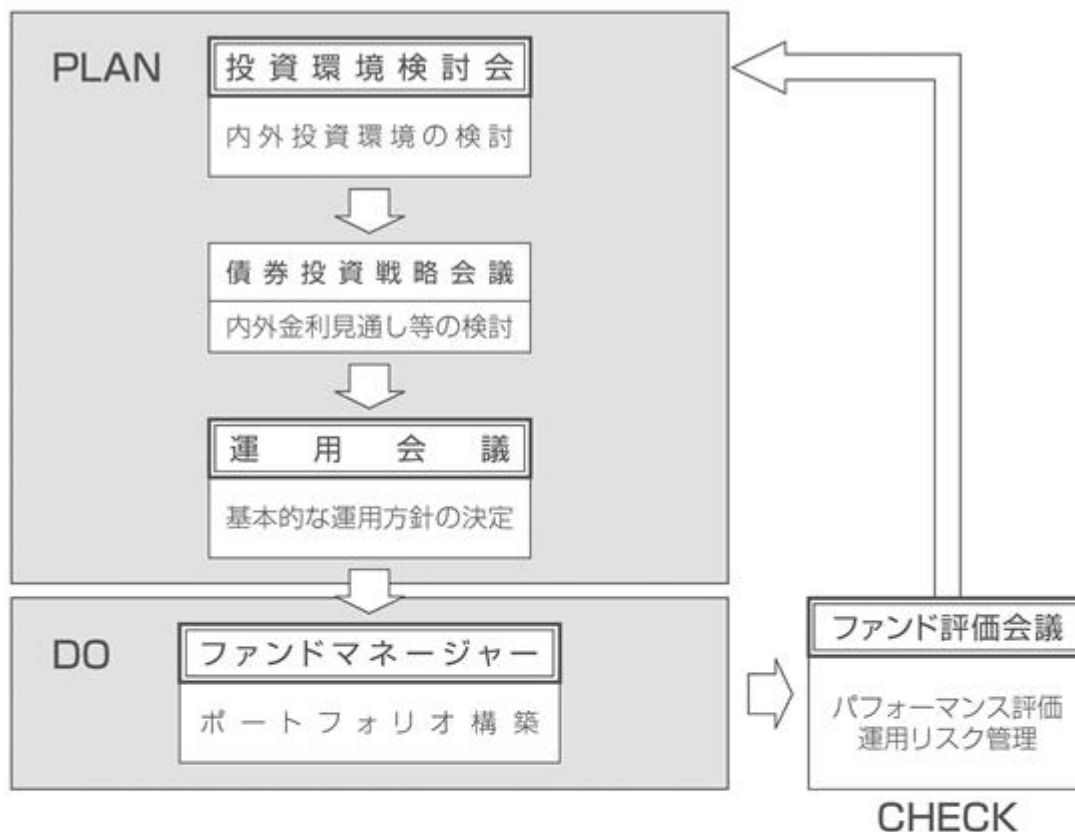 PLAN
投資環境検討会
内外投資環境の検討
債券投資戦略会議
内外金利見通し等の検討
運用会議
基本的な運用方針の決定
DO
ファンドマネージャー
ポートフォリオ構築
ファンド評価会議
パフォーマンス評価
運用リスク管理
CHECK